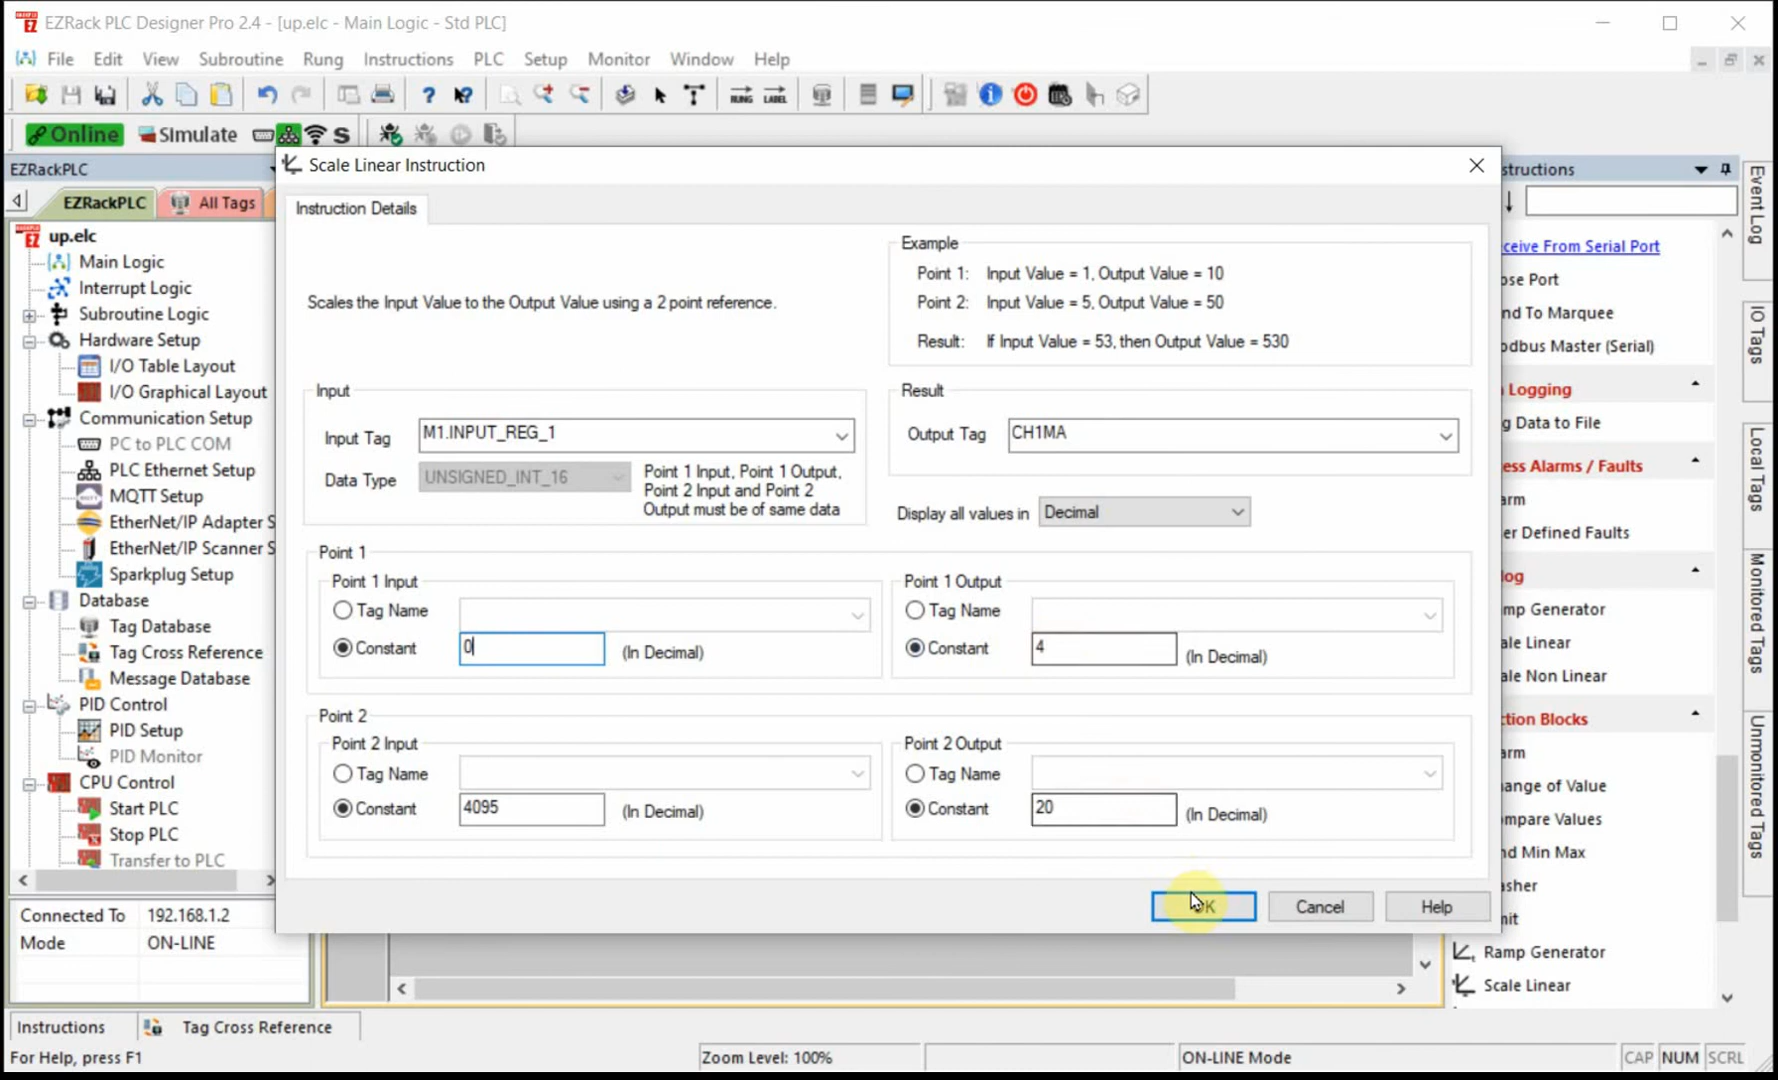 EZRack PLC Designer Pro 2.4 - [up.elc - Main Logic - Std PLC]
File Edit View Subroutine Rung Instructions PLC Setup Monitor Window Help
RUNG LABEL
Online Simulate S
EZRackPLC
EZRackPLC All Tags
up.elc
Main Logic
Interrupt Logic
Subroutine Logic
Hardware Setup
I/O Table Layout
I/O Graphical Layout
Communication Setup
PC to PLC COM
PLC Ethernet Setup
MQTT Setup
EtherNet/IP Adapter S
EtherNet/IP Scanner S
Sparkplug Setup
Database
Tag Database
Tag Cross Reference
Message Database
PID Control
PID Setup
PID Monitor
CPU Control
Start PLC
Stop PLC
Transfer to PLC
Connected To 192.168.1.2
Mode ON-LINE
Scale Linear Instruction
Instruction Details
Scales the Input Value to the Output Value using a 2 point reference.
Example
Point 1: Input Value = 1, Output Value = 10
Point 2: Input Value = 5, Output Value = 50
Result: If Input Value = 53, then Output Value = 530
Input
Input Tag M1.INPUT_REG_1
Data Type UNSIGNED_INT_16
Point 1 Input, Point 1 Output,
Point 2 Input and Point 2
Output must be of same data
Result
Output Tag CH1MA
Display all values in Decimal
Point 1
Point 1 Input
Tag Name
Constant 0 (In Decimal)
Point 1 Output
Tag Name
Constant 4 (In Decimal)
Point 2
Point 2 Input
Tag Name
Constant 4095 (In Decimal)
Point 2 Output
Tag Name
Constant 20 (In Decimal)
OK Cancel Help
structions
ceive From Serial Port
ose Port
nd To Marquee
odbus Master (Serial)
Logging
g Data to File
ess Alarms / Faults
arm
er Defined Faults
og
mp Generator
ale Linear
ale Non Linear
ction Blocks
arm
ange of Value
ompare Values
nd Min Max
asher
nit
Ramp Generator
Scale Linear
Event Log
IO Tags
Local Tags
Monitored Tags
Unmonitored Tags
Instructions Tag Cross Reference
For Help, press F1 Zoom Level: 100% ON-LINE Mode CAP NUM SCRL